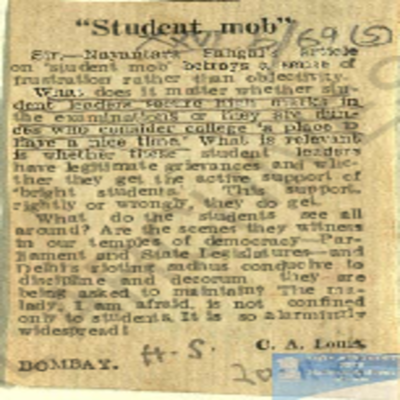 "Student mob"
Sir,—Nayantara Sahgal's article
on 'student mob' betrays a sense of
frustration rather than objectivity.
What does it matter whether stu-
dent leaders secure high marks in
the examinations or they are dun-
ces who consider college 'a place to
have a nice time.' What is relevant
is whether these student leaders
have legitimate grievances and whe-
ther they get the active support of
'bright students.' This support,
rightly or wrongly, they do get.
What do the students see all
around? Are the scenes they witness
in our temples of democracy—Par-
liament and State Legislatures—and
Delhi's rioting sadhus conducive to
discipline and decorum they are
being asked to maintain? The ma-
lady, I am afraid, is not confined
only to students. It is so alarmingly
widespread!
C. A. Louis
BOMBAY.
H.S.
20